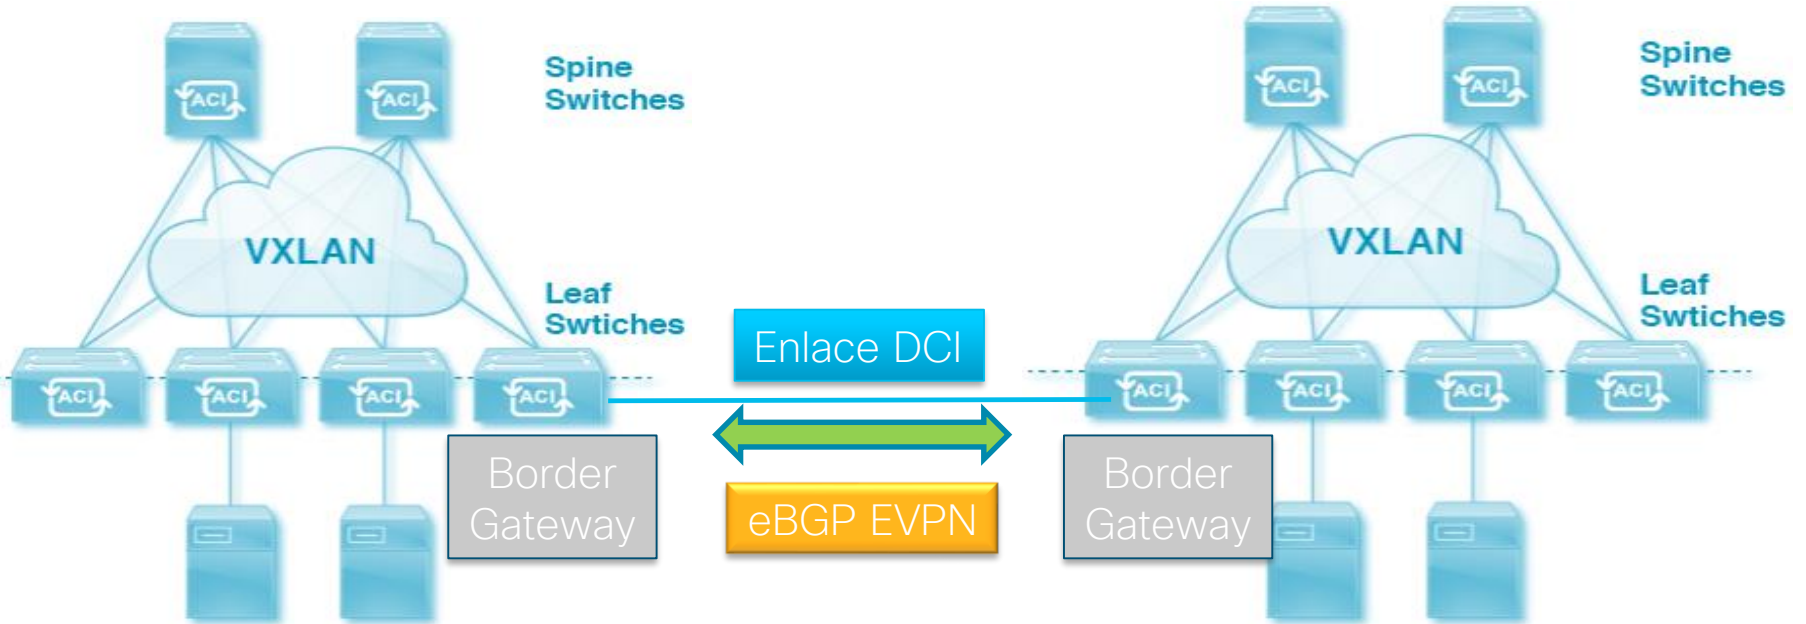 Spine
Switches
ACI
ACI
VXLAN
Leaf
Swtiches
ACI
ACI
ACI
ACI
Border
Gateway
Enlace DCI
eBGP EVPN
Spine
Switches
ACI
ACI
VXLAN
Leaf
Swtiches
ACI
ACI
ACI
ACI
Border
Gateway